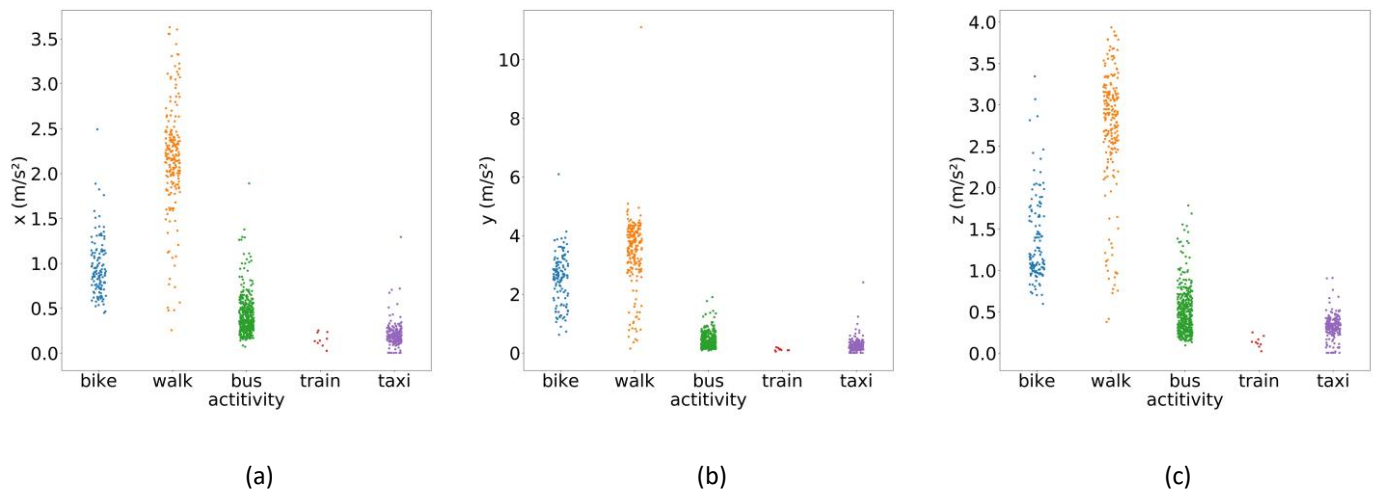 3.5
3.0
2.5
2.0
1.5
1.0
0.5
0.0
x (m/s²)
bike walk bus train taxi
actitivity
(a)
10
8
6
4
2
0
y (m/s²)
bike walk bus train taxi
actitivity
(b)
4.0
3.5
3.0
2.5
2.0
1.5
1.0
0.5
0.0
z (m/s²)
bike walk bus train taxi
actitivity
(c)